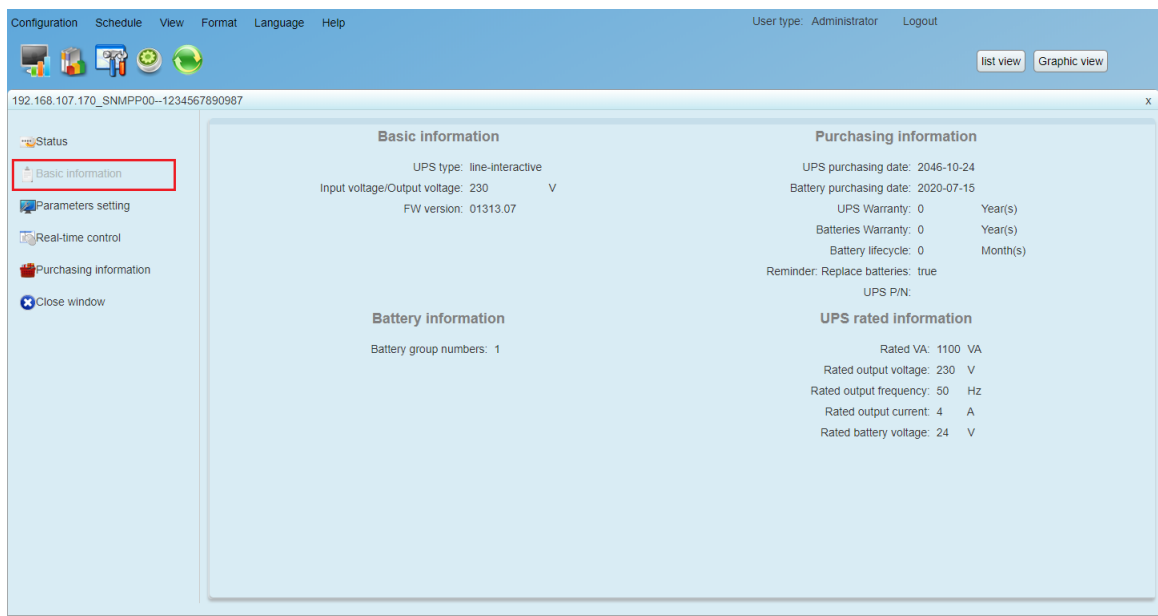 Configuration Schedule View Format Language Help User type: Administrator Logout
list view Graphic view
192.168.107.170_SNMPP00--1234567890987 x
Status
Basic information
Parameters setting
Real-time control
Purchasing information
Close window
Basic information
UPS type: line-interactive
Input voltage/Output voltage: 230 V
FW version: 01313.07
Purchasing information
UPS purchasing date: 2046-10-24
Battery purchasing date: 2020-07-15
UPS Warranty: 0 Year(s)
Batteries Warranty: 0 Year(s)
Battery lifecycle: 0 Month(s)
Reminder: Replace batteries: true
UPS P/N:
Battery information
Battery group numbers: 1
UPS rated information
Rated VA: 1100 VA
Rated output voltage: 230 V
Rated output frequency: 50 Hz
Rated output current: 4 A
Rated battery voltage: 24 V